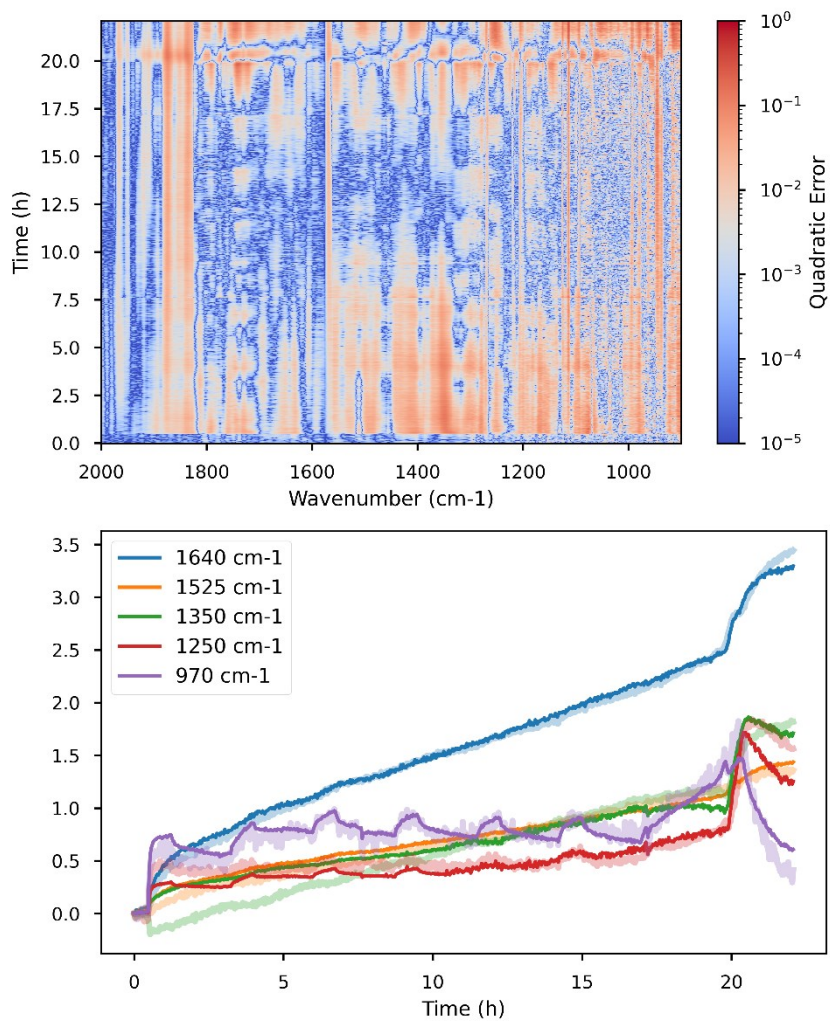 10⁰
20.0
17.5
10⁻¹
15.0
10⁻²
12.5
10.0
10⁻³
7.5
5.0
10⁻⁴
2.5
0.0
10⁻⁵
Time (h)
Quadratic Error
2000 1800 1600 1400 1200 1000
Wavenumber (cm-1)
3.5
1640 cm-1
3.0
1525 cm-1
1350 cm-1
2.5
1250 cm-1
970 cm-1
2.0
1.5
1.0
0.5
0.0
0 5 10 15 20
Time (h)